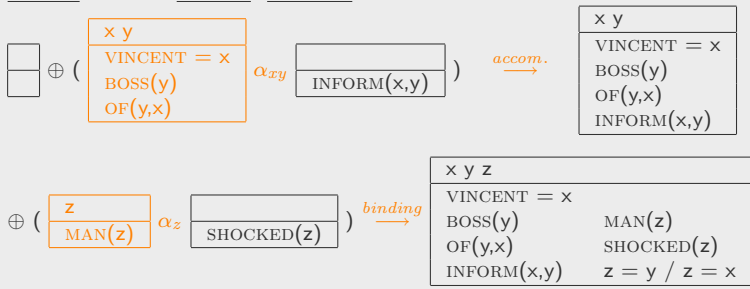 x y
x y
VINCENT = x
VINCENT = x
⊕ ( BOSS(y) α_xy INFORM(x,y) ) accom. → BOSS(y)
OF(y,x)
OF(y,x)
INFORM(x,y)
x y z
z
binding
VINCENT = x
⊕ ( MAN(z) α_z SHOCKED(z) ) → BOSS(y) MAN(z)
OF(y,x) SHOCKED(z)
INFORM(x,y) z = y / z = x